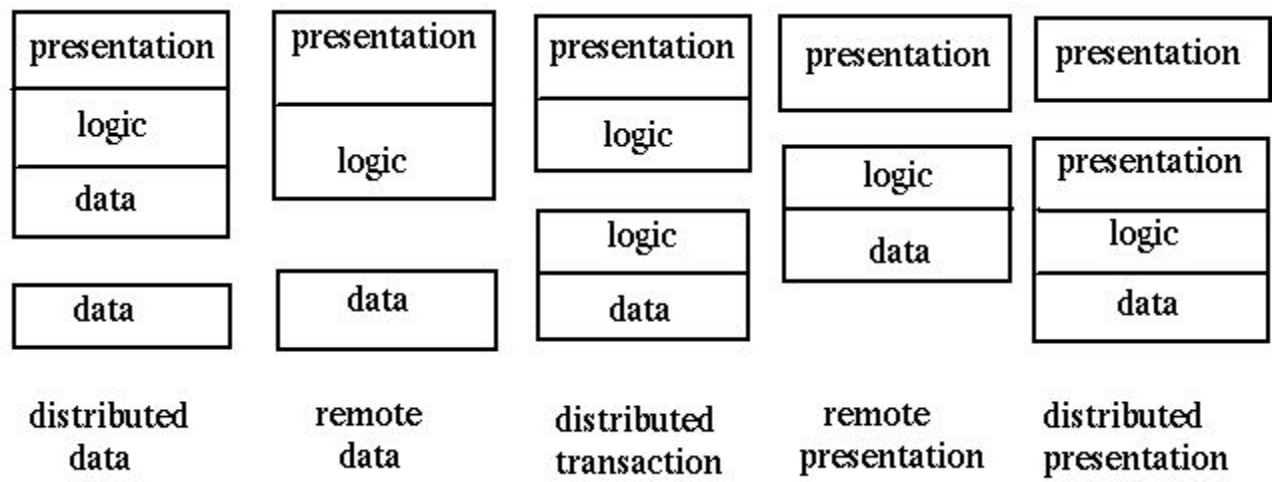 presentation
logic
data
data
distributed
data
presentation
logic
data
remote
data
presentation
logic
logic
data
distributed
transaction
presentation
logic
data
remote
presentation
presentation
presentation
logic
data
distributed
presentation